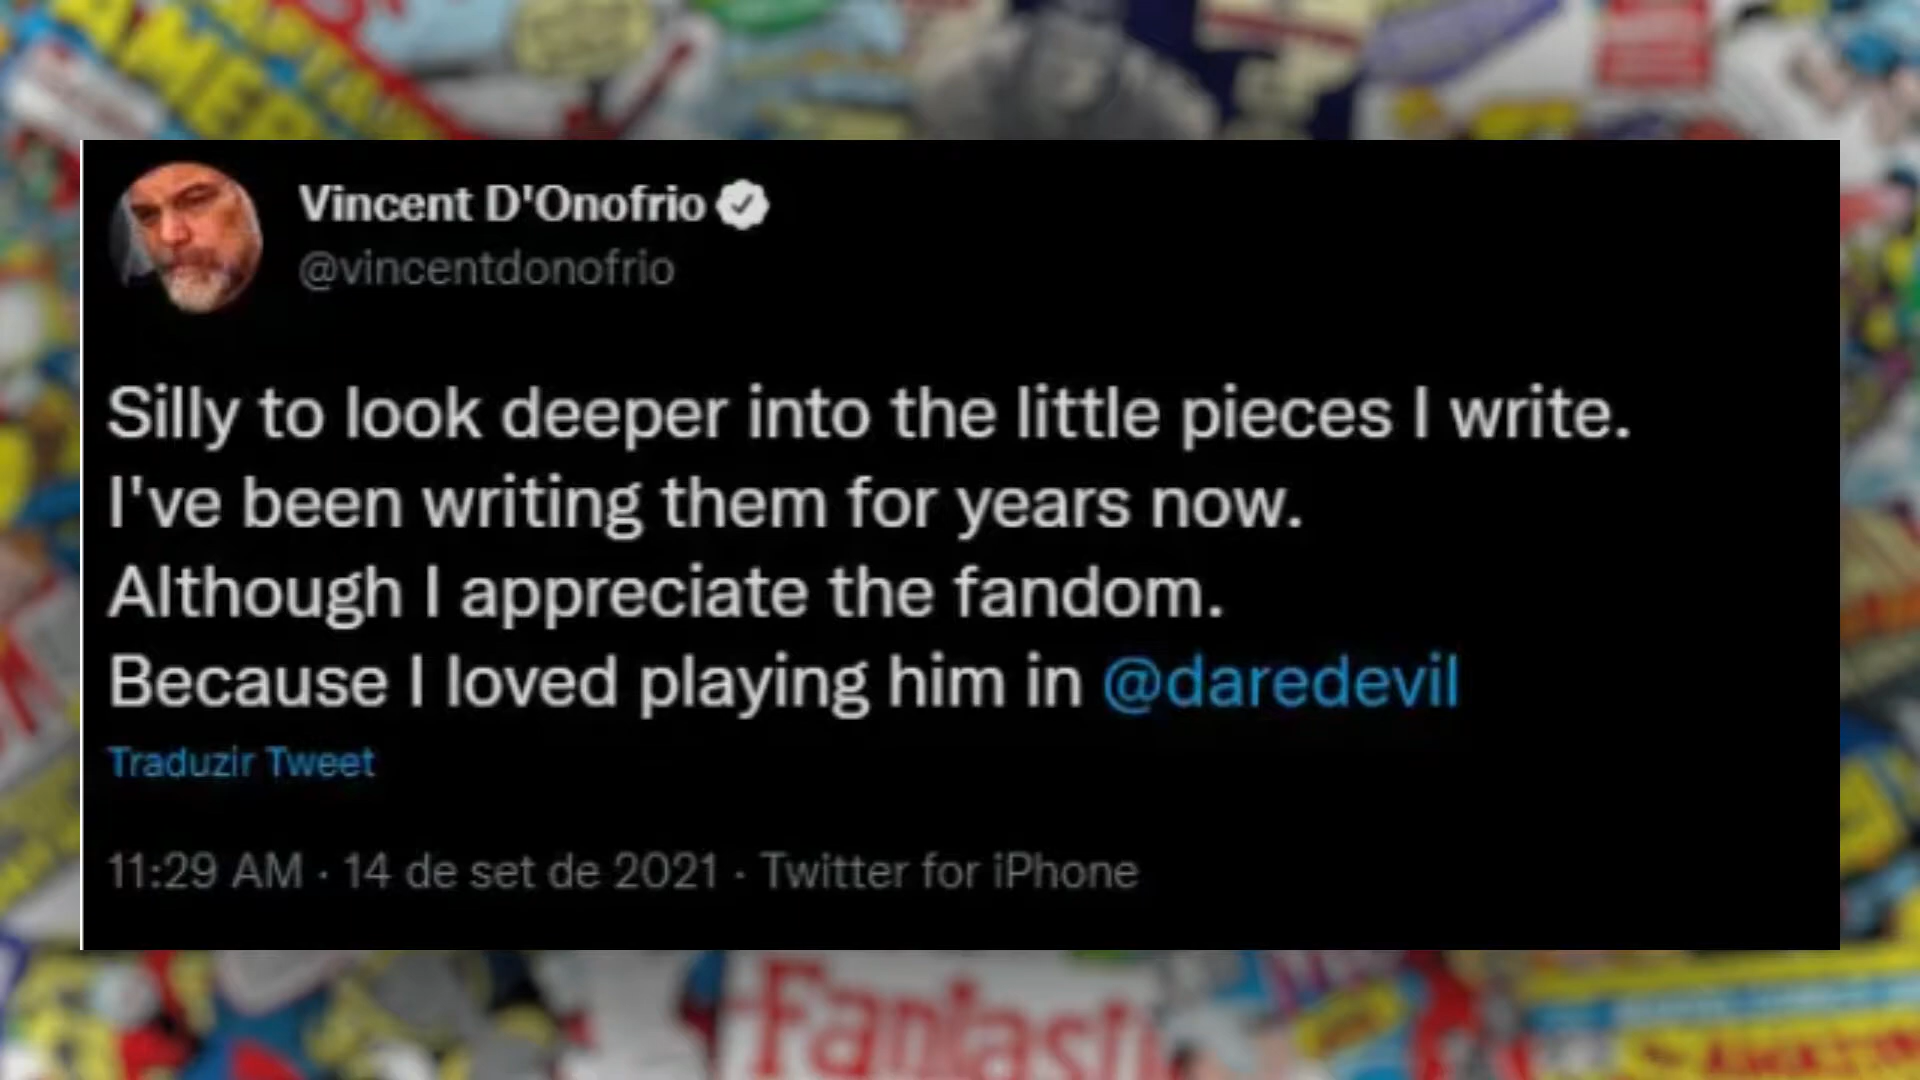 Vincent D'Onofrio
@vincentdonofrio
Silly to look deeper into the little pieces I write.
I've been writing them for years now.
Although I appreciate the fandom.
Because I loved playing him in @daredevil
Traduzir Tweet
11:29 AM · 14 de set de 2021 · Twitter for iPhone
Fantasti
AMAZIN